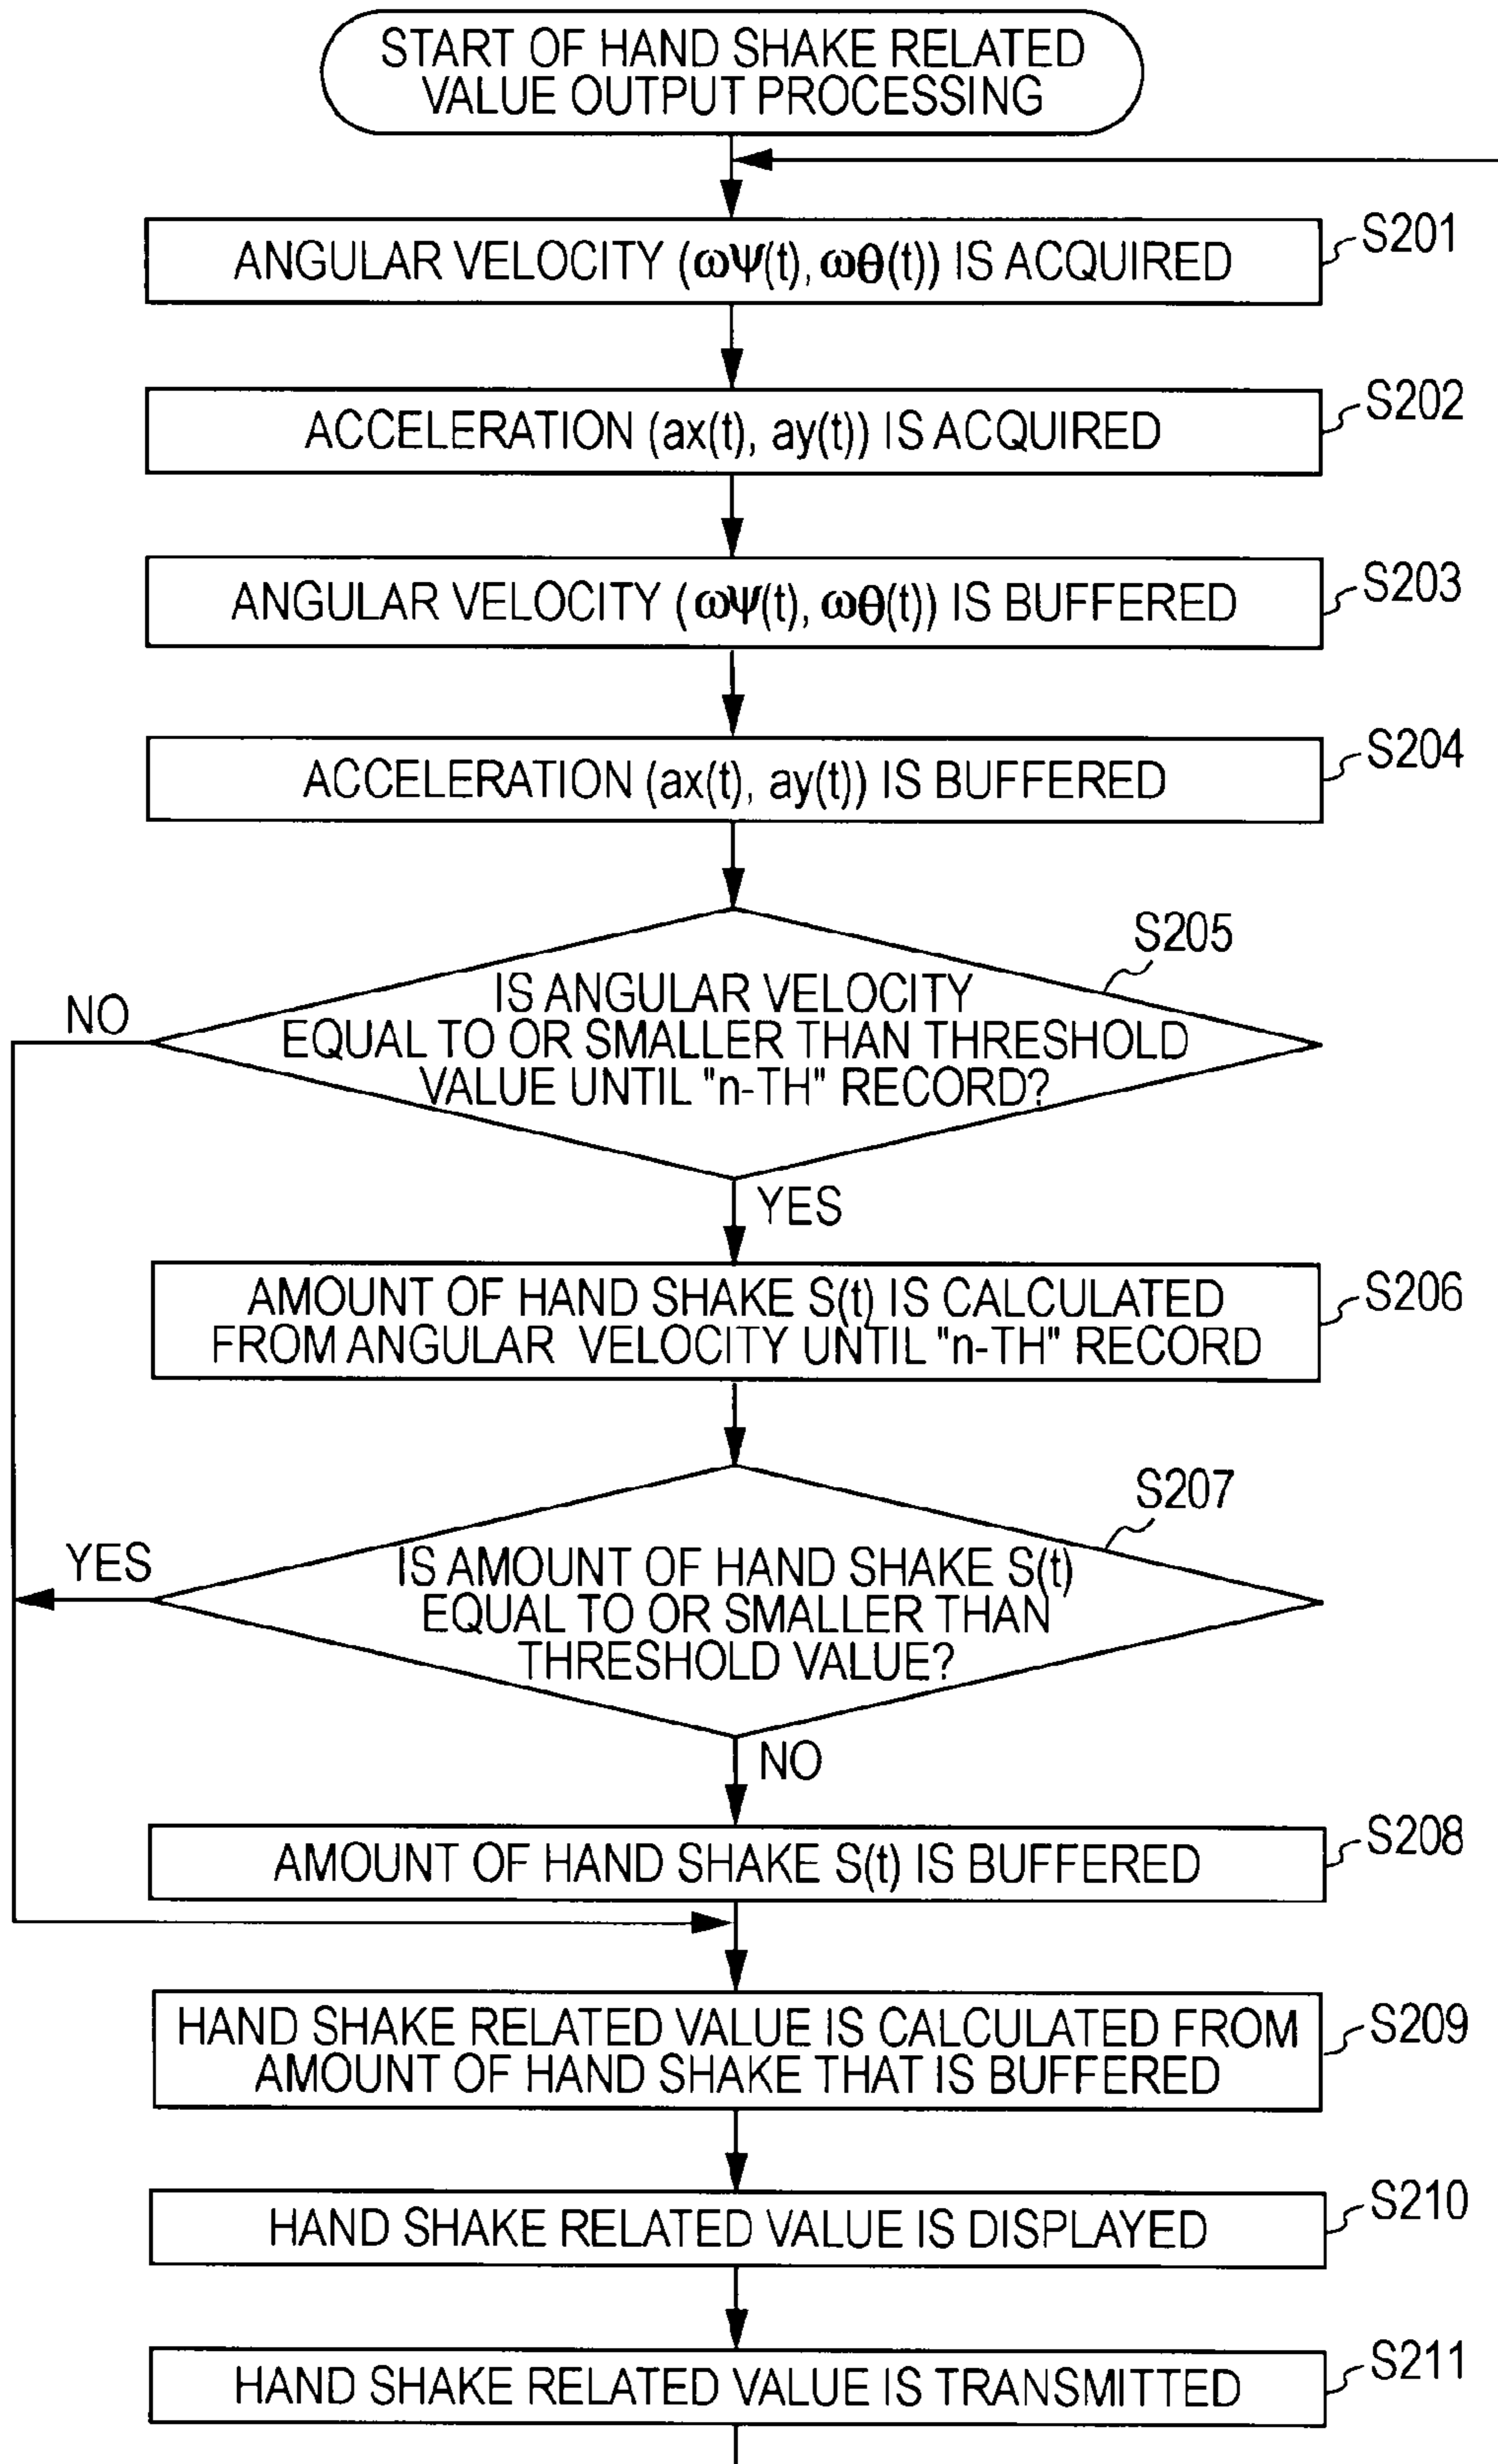 START OF HAND SHAKE RELATED
VALUE OUTPUT PROCESSING
ANGULAR VELOCITY (ωΨ(t), ωθ(t)) IS ACQUIRED
S201
ACCELERATION (ax(t), ay(t)) IS ACQUIRED
S202
ANGULAR VELOCITY (ωΨ(t), ωθ(t)) IS BUFFERED
S203
ACCELERATION (ax(t), ay(t)) IS BUFFERED
S204
S205
IS ANGULAR VELOCITY
EQUAL TO OR SMALLER THAN THRESHOLD
VALUE UNTIL "n-TH" RECORD?
NO
YES
AMOUNT OF HAND SHAKE S(t) IS CALCULATED
FROM ANGULAR VELOCITY UNTIL "n-TH" RECORD
S206
S207
IS AMOUNT OF HAND SHAKE S(t)
EQUAL TO OR SMALLER THAN
THRESHOLD VALUE?
YES
NO
AMOUNT OF HAND SHAKE S(t) IS BUFFERED
S208
HAND SHAKE RELATED VALUE IS CALCULATED FROM
AMOUNT OF HAND SHAKE THAT IS BUFFERED
S209
HAND SHAKE RELATED VALUE IS DISPLAYED
S210
HAND SHAKE RELATED VALUE IS TRANSMITTED
S211